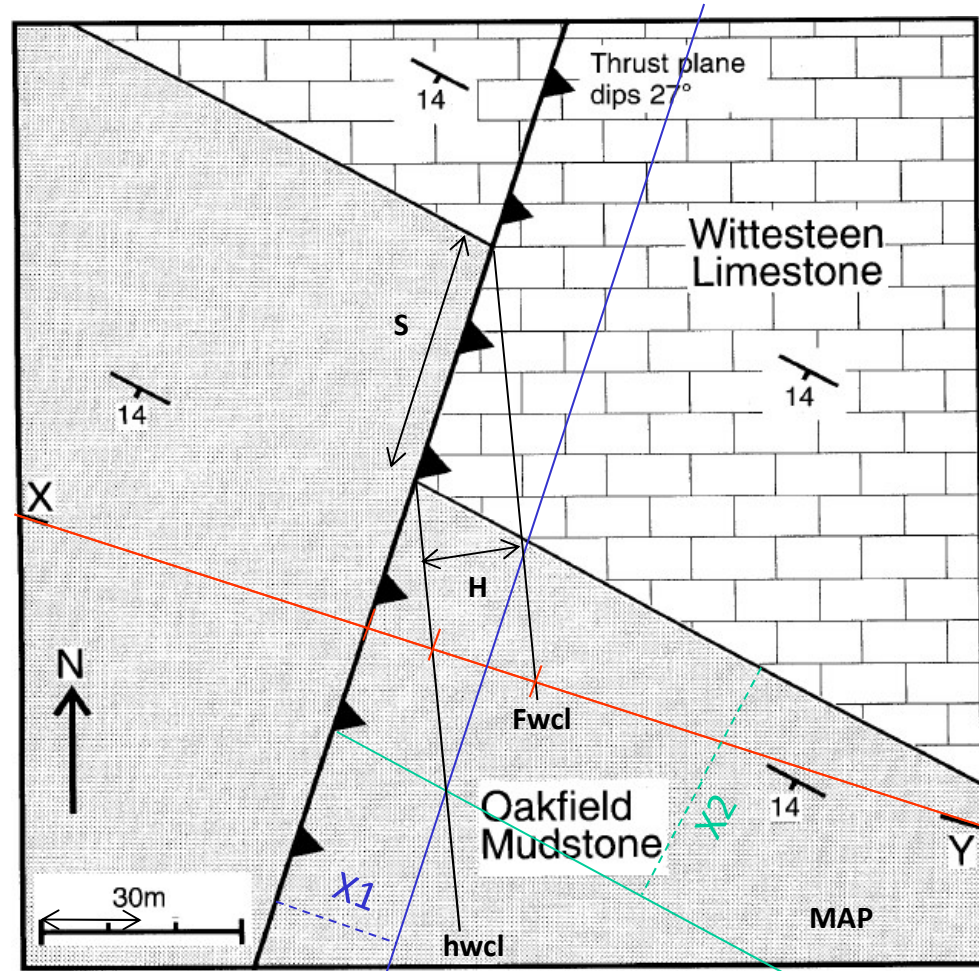 Thrust plane
dips 27°
14
Wittesteen
Limestone
S
14
14
X
H
N
Fwcl
14
X2
Oakfield
Mudstone
Y
X1
30m
MAP
hwcl